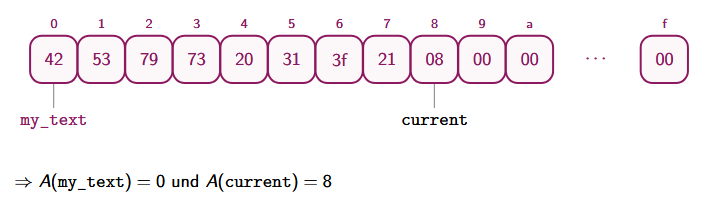 0 1 2 3 4 5 6 7 8 9 a f
42 53 79 73 20 31 3f 21 08 00 00 ··· 00
my_text current
⇒ A(my_text) = 0 und A(current) = 8